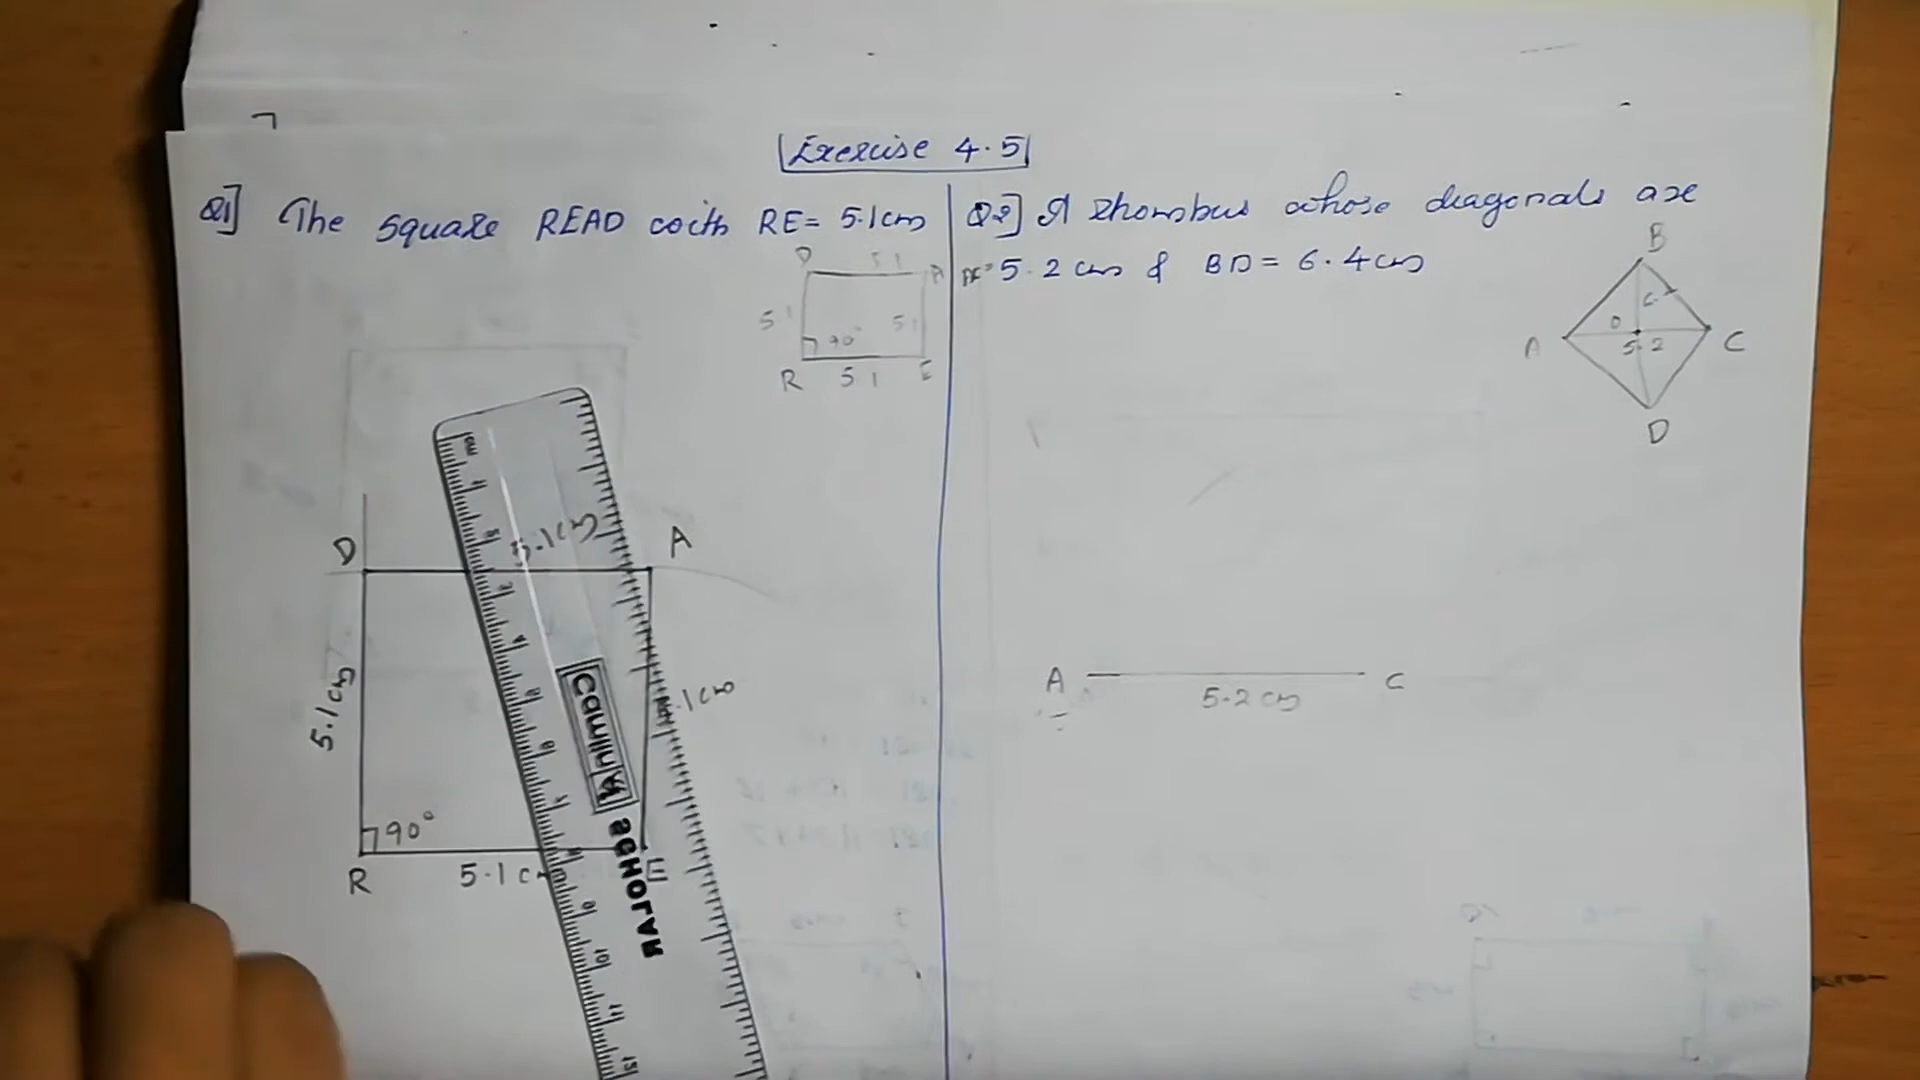 Exercise 4.5
Q1] The square READ with RE= 5.1cm
D 5.1 A
5.1 90° 5.1
R 5.1 E
D 5.1cm A
5.1cm .1cm
90°
R 5.1 c E
CAMLIN
SCHOLAR
Q2] A rhombus whose diagonals are
AC= 5.2 cm & BD = 6.4cm
B
A O 5.2 C
D
A C
5.2 cm